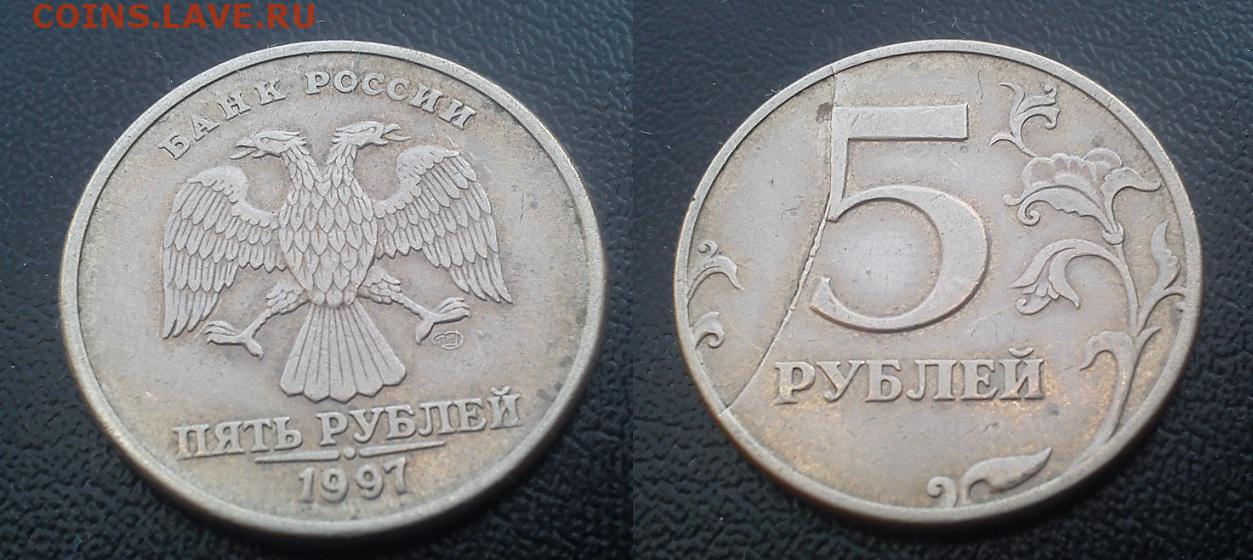 COINS.LAVE.RU
БАНК РОССИИ
ПЯТЬ РУБЛЕЙ
1997
5
РУБЛЕЙ